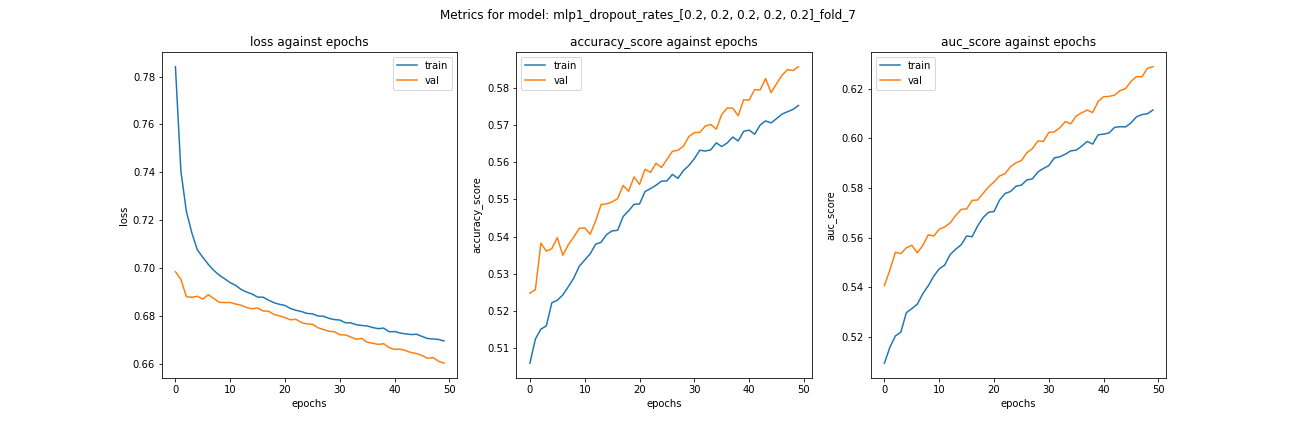 Metrics for model: mlp1_dropout_rates_[0.2, 0.2, 0.2, 0.2, 0.2]_fold_7
loss against epochs
train
val
0.78
0.76
0.74
0.72
0.70
0.68
0.66
loss
0 10 20 30 40 50
epochs
accuracy_score against epochs
train
val
0.58
0.57
0.56
0.55
0.54
0.53
0.52
0.51
accuracy_score
0 10 20 30 40 50
epochs
auc_score against epochs
train
val
0.62
0.60
0.58
0.56
0.54
0.52
auc_score
0 10 20 30 40 50
epochs